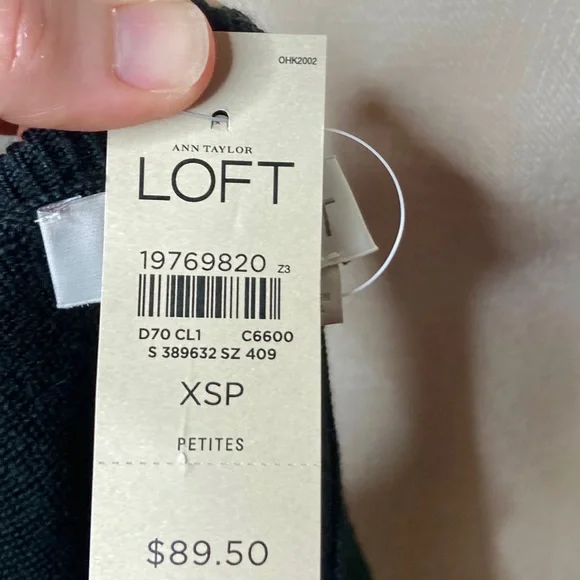 OHK2002
ANN TAYLOR
LOFT
19769820 Z3
D70 CL1 C6600
S 389632 SZ 409
XSP
PETITES
$89.50